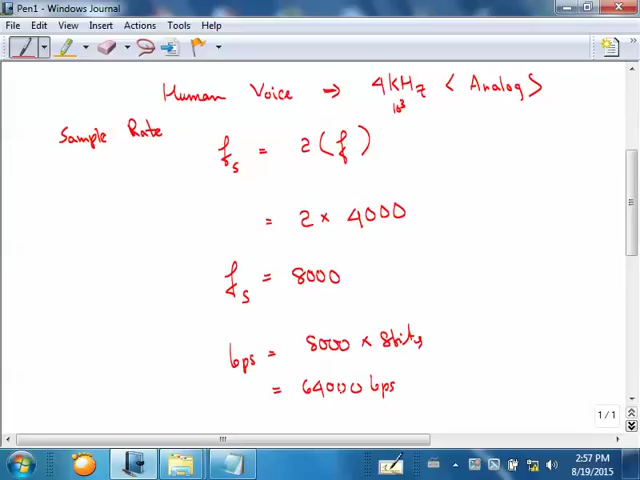 Pen1 - Windows Journal
File Edit View Insert Actions Tools Help
Human Voice → 4KHz < Analog >
10³
Sample Rate
fs = 2 (f)
= 2 × 4000
fs = 8000
bps = 8000 × 8bits
= 64000 bps
1/1
2:57 PM
8/19/2015